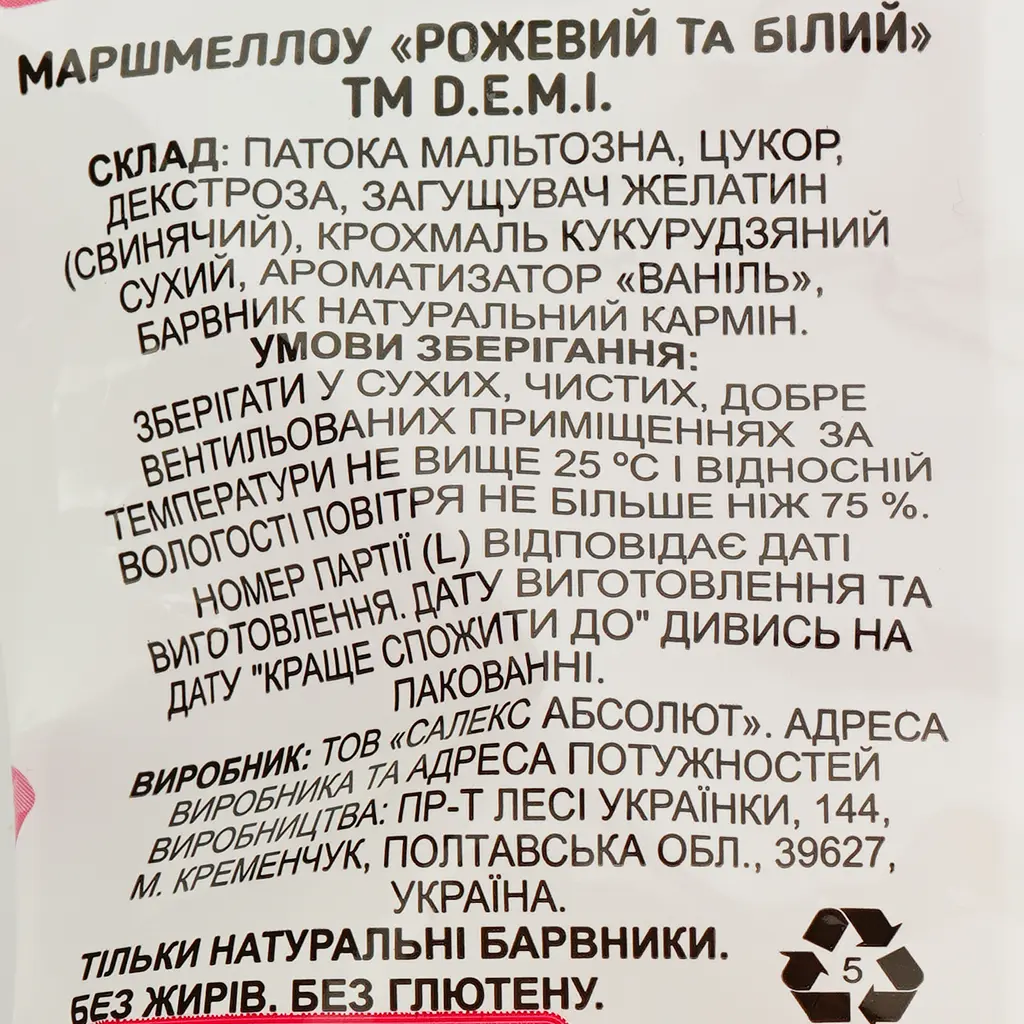 МАРШМЕЛЛОУ «РОЖЕВИЙ ТА БІЛИЙ»
ТМ D.E.M.I.
СКЛАД: ПАТОКА МАЛЬТОЗНА, ЦУКОР,
ДЕКСТРОЗА, ЗАГУЩУВАЧ ЖЕЛАТИН
(СВИНЯЧИЙ), КРОХМАЛЬ КУКУРУДЗЯНИЙ
СУХИЙ, АРОМАТИЗАТОР «ВАНІЛЬ»,
БАРВНИК НАТУРАЛЬНИЙ КАРМІН.
УМОВИ ЗБЕРІГАННЯ:
ЗБЕРІГАТИ У СУХИХ, ЧИСТИХ, ДОБРЕ
ВЕНТИЛЬОВАНИХ ПРИМІЩЕННЯХ ЗА
ТЕМПЕРАТУРИ НЕ ВИЩЕ 25 ºС І ВІДНОСНІЙ
ВОЛОГОСТІ ПОВІТРЯ НЕ БІЛЬШЕ НІЖ 75 %.
НОМЕР ПАРТІЇ (L) ВІДПОВІДАЄ ДАТІ
ВИГОТОВЛЕННЯ. ДАТУ ВИГОТОВЛЕННЯ ТА
ДАТУ "КРАЩЕ СПОЖИТИ ДО" ДИВИСЬ НА
ПАКОВАННІ.
ВИРОБНИК: ТОВ «САЛЕКС АБСОЛЮТ». АДРЕСА
ВИРОБНИКА ТА АДРЕСА ПОТУЖНОСТЕЙ
ВИРОБНИЦТВА: ПР-Т ЛЕСІ УКРАЇНКИ, 144,
М. КРЕМЕНЧУК, ПОЛТАВСЬКА ОБЛ., 39627,
УКРАЇНА.
ТІЛЬКИ НАТУРАЛЬНІ БАРВНИКИ.
БЕЗ ЖИРІВ. БЕЗ ГЛЮТЕНУ.
5